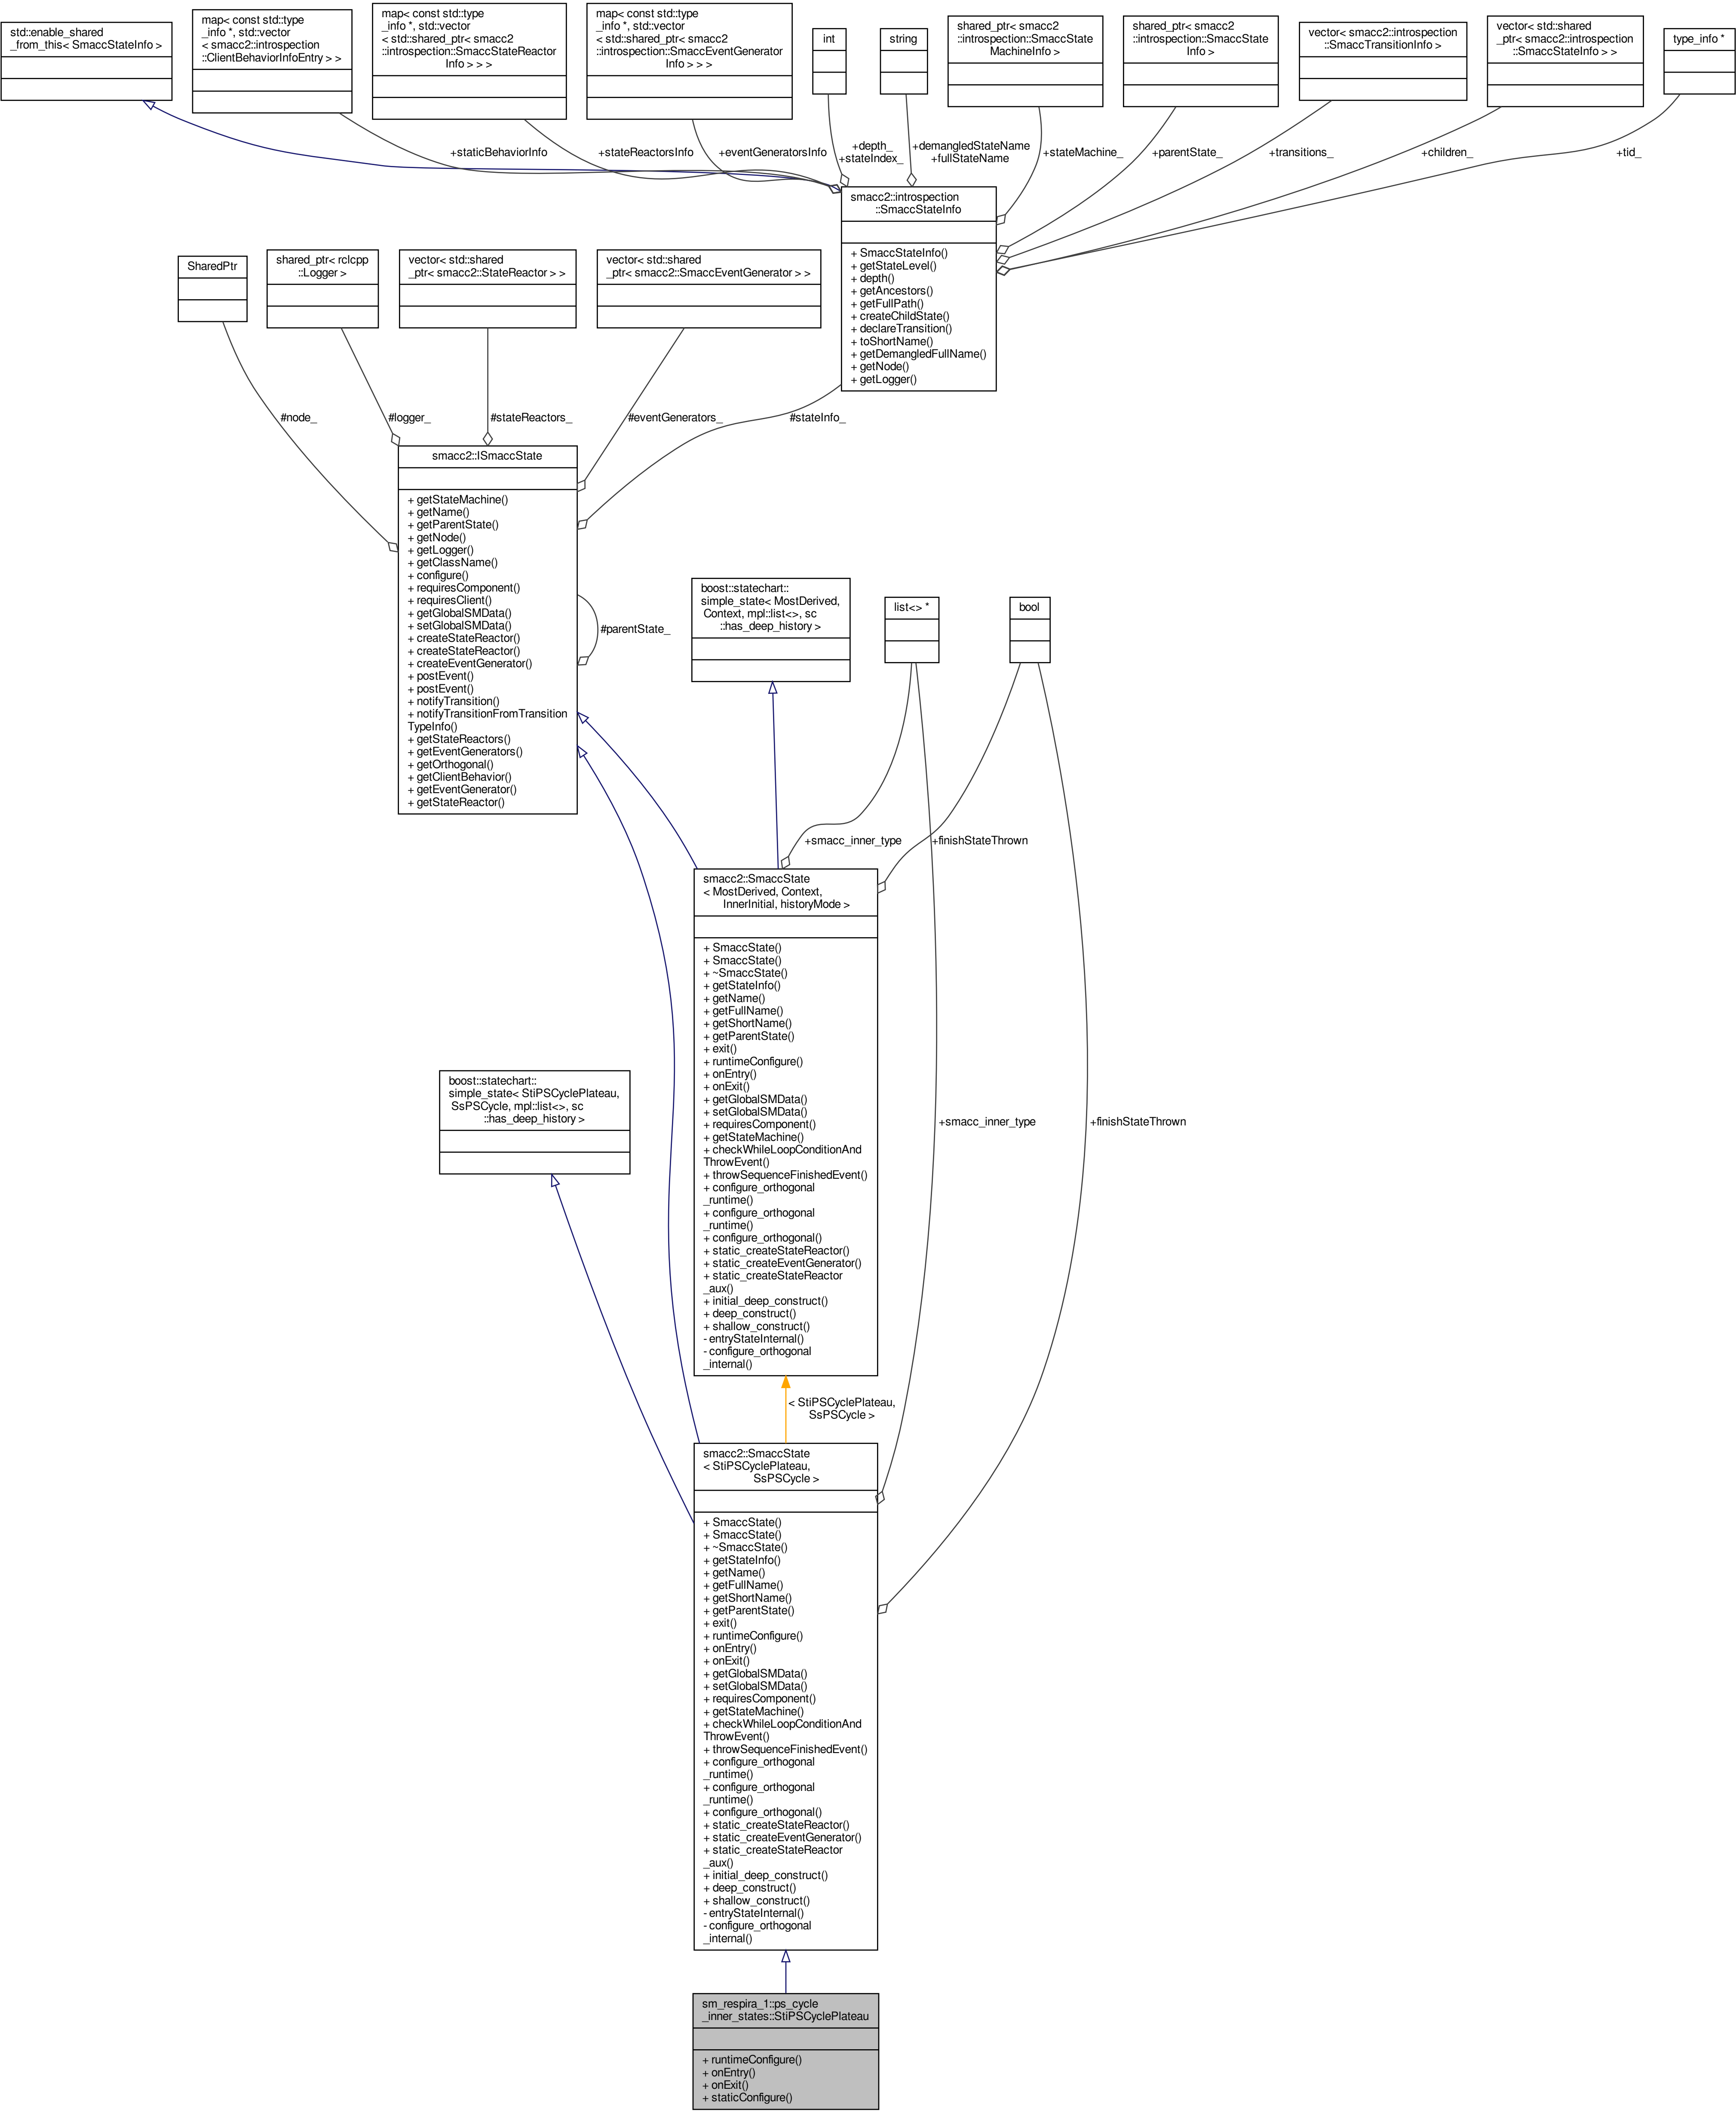 std::enable_shared
_from_this< SmaccStateInfo >
map< const std::type
_info *, std::vector
< smacc2::introspection
::ClientBehaviorInfoEntry > >
map< const std::type
_info *, std::vector
< std::shared_ptr< smacc2
::introspection::SmaccStateReactor
Info > > >
map< const std::type
_info *, std::vector
< std::shared_ptr< smacc2
::introspection::SmaccEventGenerator
Info > > >
int
string
shared_ptr< smacc2
::introspection::SmaccState
MachineInfo >
shared_ptr< smacc2
::introspection::SmaccState
Info >
vector< smacc2::introspection
::SmaccTransitionInfo >
vector< std::shared
_ptr< smacc2::introspection
::SmaccStateInfo > >
type_info *
+staticBehaviorInfo
+stateReactorsInfo
+eventGeneratorsInfo
+depth_
+stateIndex_
+demangledStateName
+fullStateName
+stateMachine_
+parentState_
+transitions_
+children_
+tid_
smacc2::introspection
::SmaccStateInfo
+ SmaccStateInfo()
+ getStateLevel()
+ depth()
+ getAncestors()
+ getFullPath()
+ createChildState()
+ declareTransition()
+ toShortName()
+ getDemangledFullName()
+ getNode()
+ getLogger()
SharedPtr
shared_ptr< rclcpp
::Logger >
vector< std::shared
_ptr< smacc2::StateReactor > >
vector< std::shared
_ptr< smacc2::SmaccEventGenerator > >
#node_
#logger_
#stateReactors_
#eventGenerators_
#stateInfo_
smacc2::ISmaccState
+ getStateMachine()
+ getName()
+ getParentState()
+ getNode()
+ getLogger()
+ getClassName()
+ configure()
+ requiresComponent()
+ requiresClient()
+ getGlobalSMData()
+ setGlobalSMData()
+ createStateReactor()
+ createStateReactor()
+ createEventGenerator()
+ postEvent()
+ postEvent()
+ notifyTransition()
+ notifyTransitionFromTransition
TypeInfo()
+ getStateReactors()
+ getEventGenerators()
+ getOrthogonal()
+ getClientBehavior()
+ getEventGenerator()
+ getStateReactor()
#parentState_
boost::statechart::
simple_state< MostDerived,
Context, mpl::list<>, sc
::has_deep_history >
list<> *
bool
+smacc_inner_type
+finishStateThrown
smacc2::SmaccState
< MostDerived, Context,
InnerInitial, historyMode >
+ SmaccState()
+ SmaccState()
+ ~SmaccState()
+ getStateInfo()
+ getName()
+ getFullName()
+ getShortName()
+ getParentState()
+ exit()
+ runtimeConfigure()
+ onEntry()
+ onExit()
+ getGlobalSMData()
+ setGlobalSMData()
+ requiresComponent()
+ getStateMachine()
+ checkWhileLoopConditionAnd
ThrowEvent()
+ throwSequenceFinishedEvent()
+ configure_orthogonal
_runtime()
+ configure_orthogonal
_runtime()
+ configure_orthogonal()
+ static_createStateReactor()
+ static_createEventGenerator()
+ static_createStateReactor
_aux()
+ initial_deep_construct()
+ deep_construct()
+ shallow_construct()
- entryStateInternal()
- configure_orthogonal
_internal()
boost::statechart::
simple_state< StiPSCyclePlateau,
SsPSCycle, mpl::list<>, sc
::has_deep_history >
+smacc_inner_type
+finishStateThrown
< StiPSCyclePlateau,
SsPSCycle >
smacc2::SmaccState
< StiPSCyclePlateau,
SsPSCycle >
+ SmaccState()
+ SmaccState()
+ ~SmaccState()
+ getStateInfo()
+ getName()
+ getFullName()
+ getShortName()
+ getParentState()
+ exit()
+ runtimeConfigure()
+ onEntry()
+ onExit()
+ getGlobalSMData()
+ setGlobalSMData()
+ requiresComponent()
+ getStateMachine()
+ checkWhileLoopConditionAnd
ThrowEvent()
+ throwSequenceFinishedEvent()
+ configure_orthogonal
_runtime()
+ configure_orthogonal
_runtime()
+ configure_orthogonal()
+ static_createStateReactor()
+ static_createEventGenerator()
+ static_createStateReactor
_aux()
+ initial_deep_construct()
+ deep_construct()
+ shallow_construct()
- entryStateInternal()
- configure_orthogonal
_internal()
sm_respira_1::ps_cycle
_inner_states::StiPSCyclePlateau
+ runtimeConfigure()
+ onEntry()
+ onExit()
+ staticConfigure()